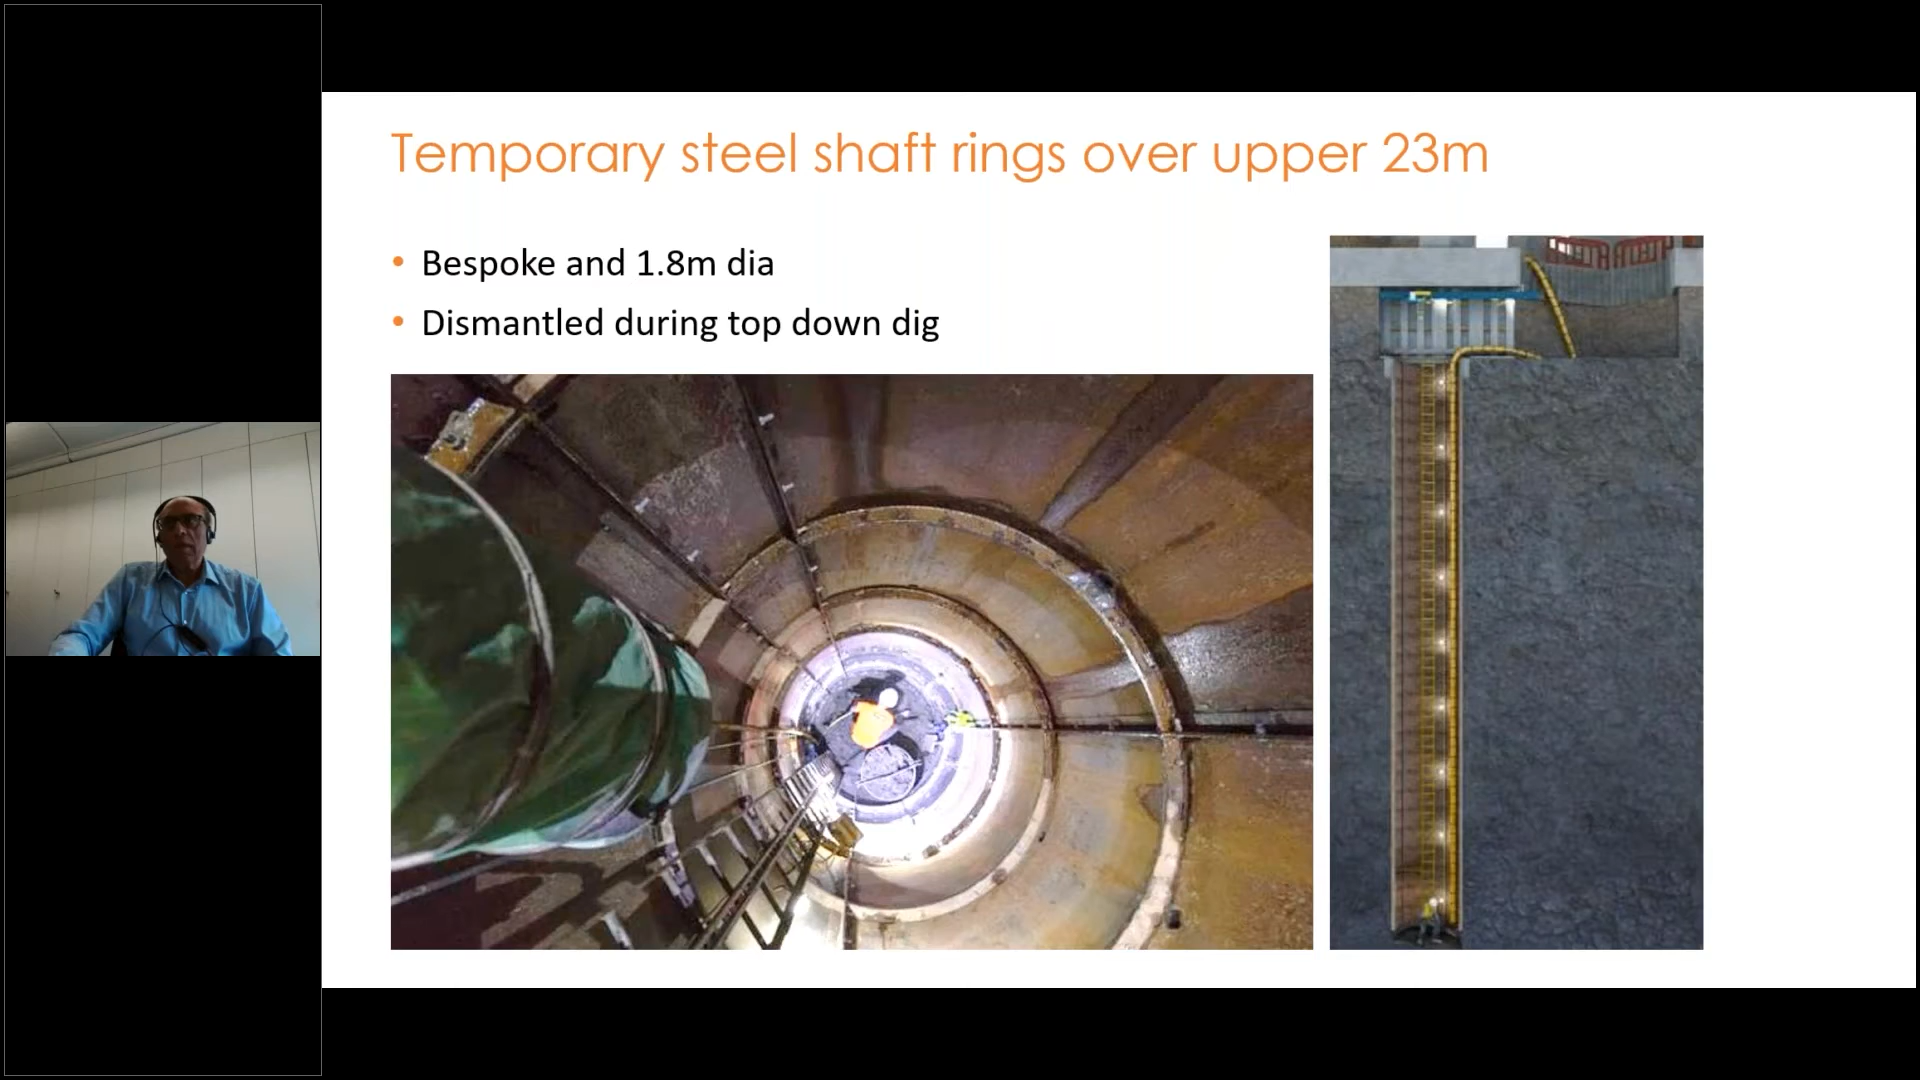 Temporary steel shaft rings over upper 23m
• Bespoke and 1.8m dia
• Dismantled during top down dig